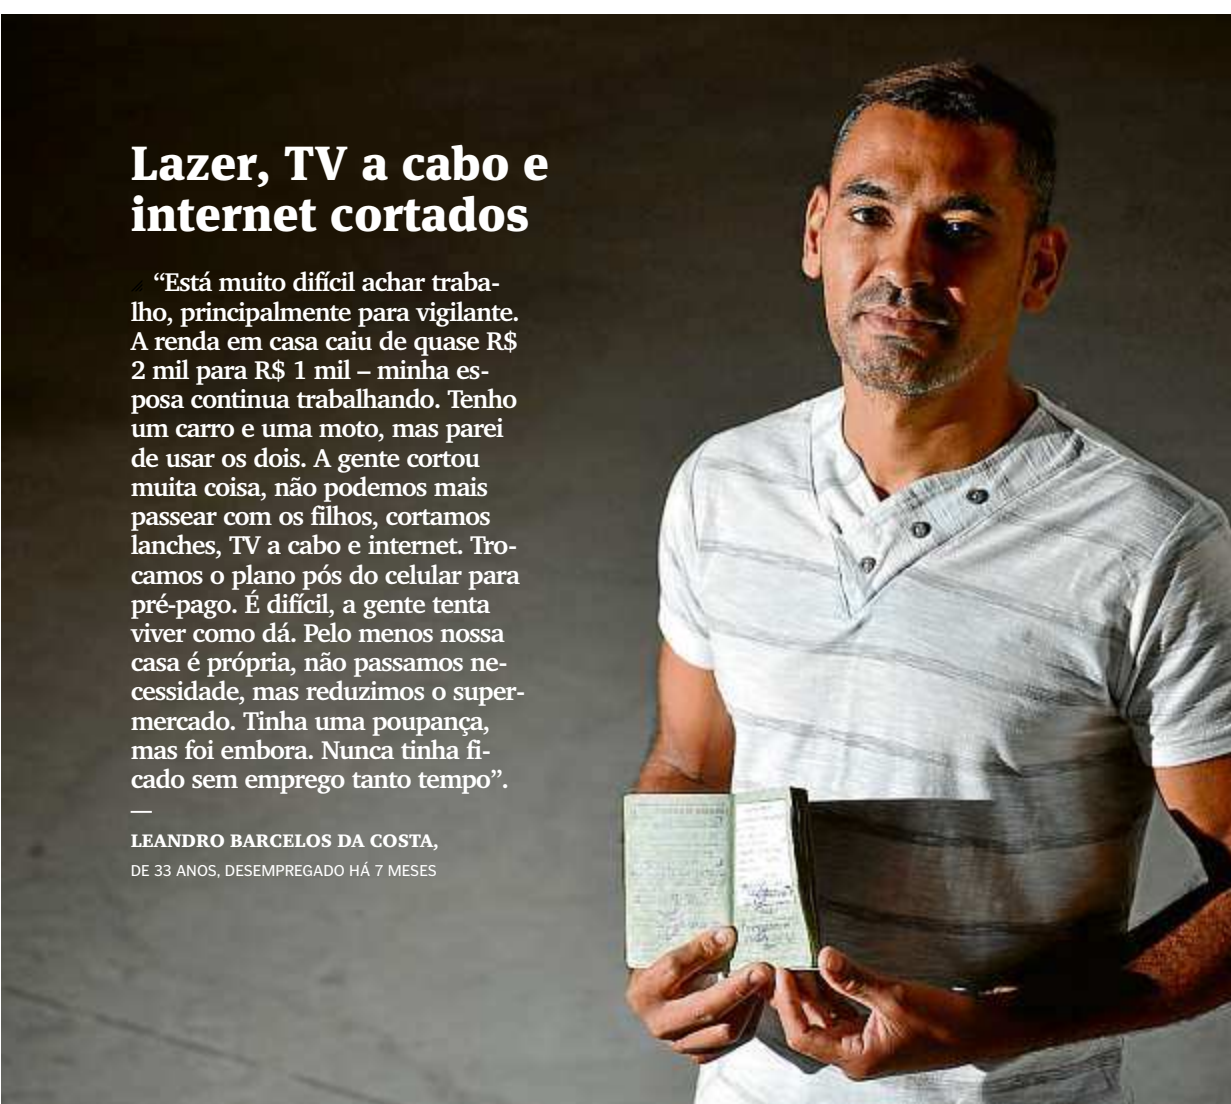 Lazer, TV a cabo e
internet cortados
“Está muito difícil achar traba-
lho, principalmente para vigilante.
A renda em casa caiu de quase R$
2 mil para R$ 1 mil – minha es-
posa continua trabalhando. Tenho
um carro e uma moto, mas parei
de usar os dois. A gente cortou
muita coisa, não podemos mais
passear com os filhos, cortamos
lanches, TV a cabo e internet. Tro-
camos o plano pós do celular para
pré-pago. É difícil, a gente tenta
viver como dá. Pelo menos nossa
casa é própria, não passamos ne-
cessidade, mas reduzimos o super-
mercado. Tinha uma poupança,
mas foi embora. Nunca tinha fi-
cado sem emprego tanto tempo”.
—
LEANDRO BARCELOS DA COSTA,
DE 33 ANOS, DESEMPREGADO HÁ 7 MESES